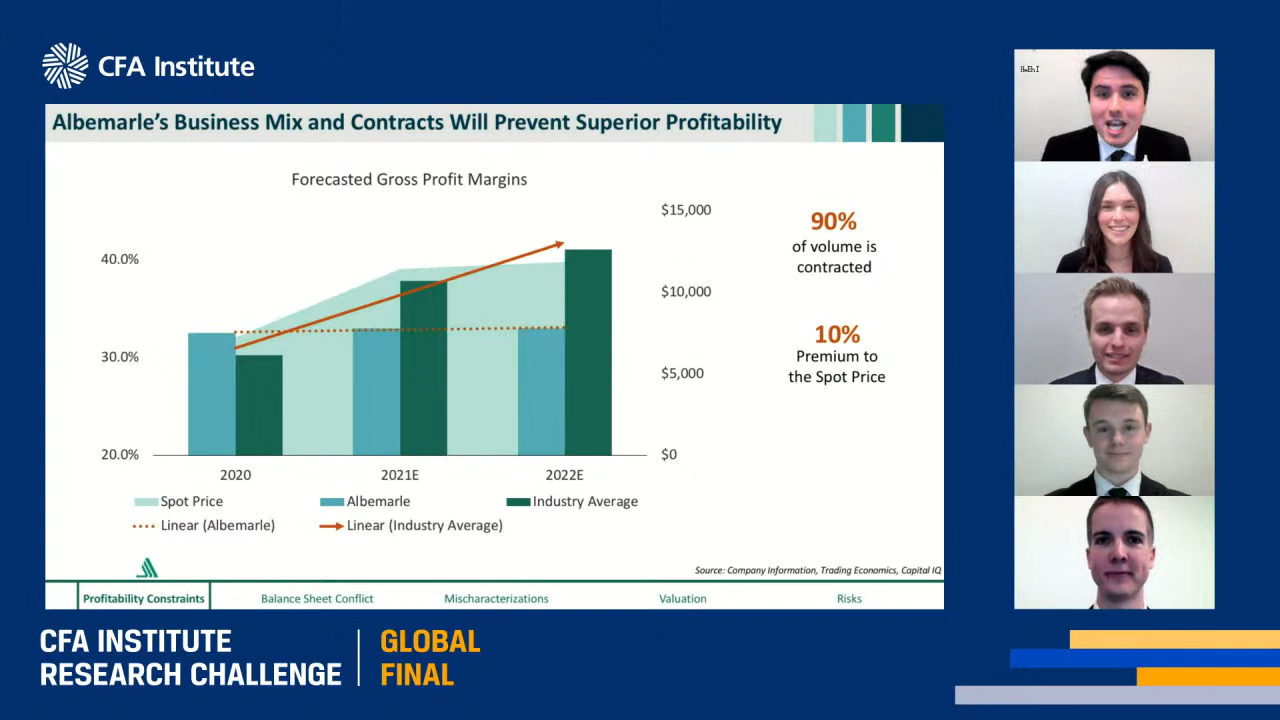 CFA Institute
Albemarle's Business Mix and Contracts Will Prevent Superior Profitability
Forecasted Gross Profit Margins
40.0%
30.0%
20.0%
$15,000
$10,000
$5,000
$0
2020 2021E 2022E
Spot Price Albemarle Industry Average
Linear (Albemarle) Linear (Industry Average)
90%
of volume is
contracted
10%
Premium to
the Spot Price
Source: Company Information, Trading Economics, Capital IQ
Profitability Constraints Balance Sheet Conflict Mischaracterizations Valuation Risks
CFA INSTITUTE
RESEARCH CHALLENGE
GLOBAL
FINAL